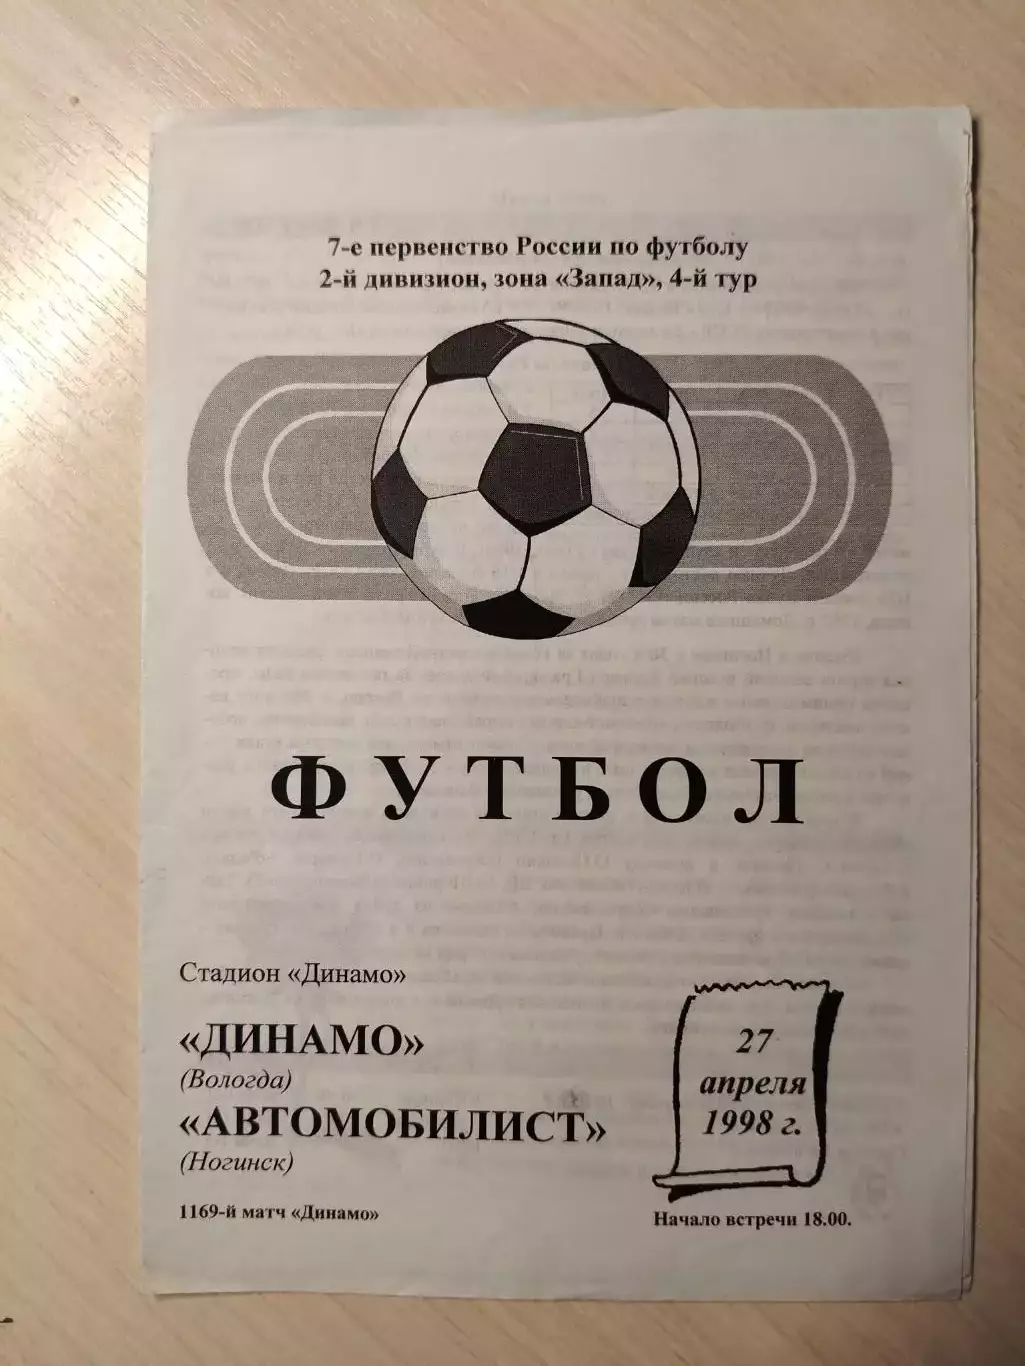 7-е первенство России по футболу
2-й дивизион, зона «Запад», 4-й тур
ФУТБОЛ
Стадион «Динамо»
«ДИНАМО»
(Вологда)
«АВТОМОБИЛИСТ»
(Ногинск)
1169-й матч «Динамо»
27
апреля
1998 г.
Начало встречи 18.00.